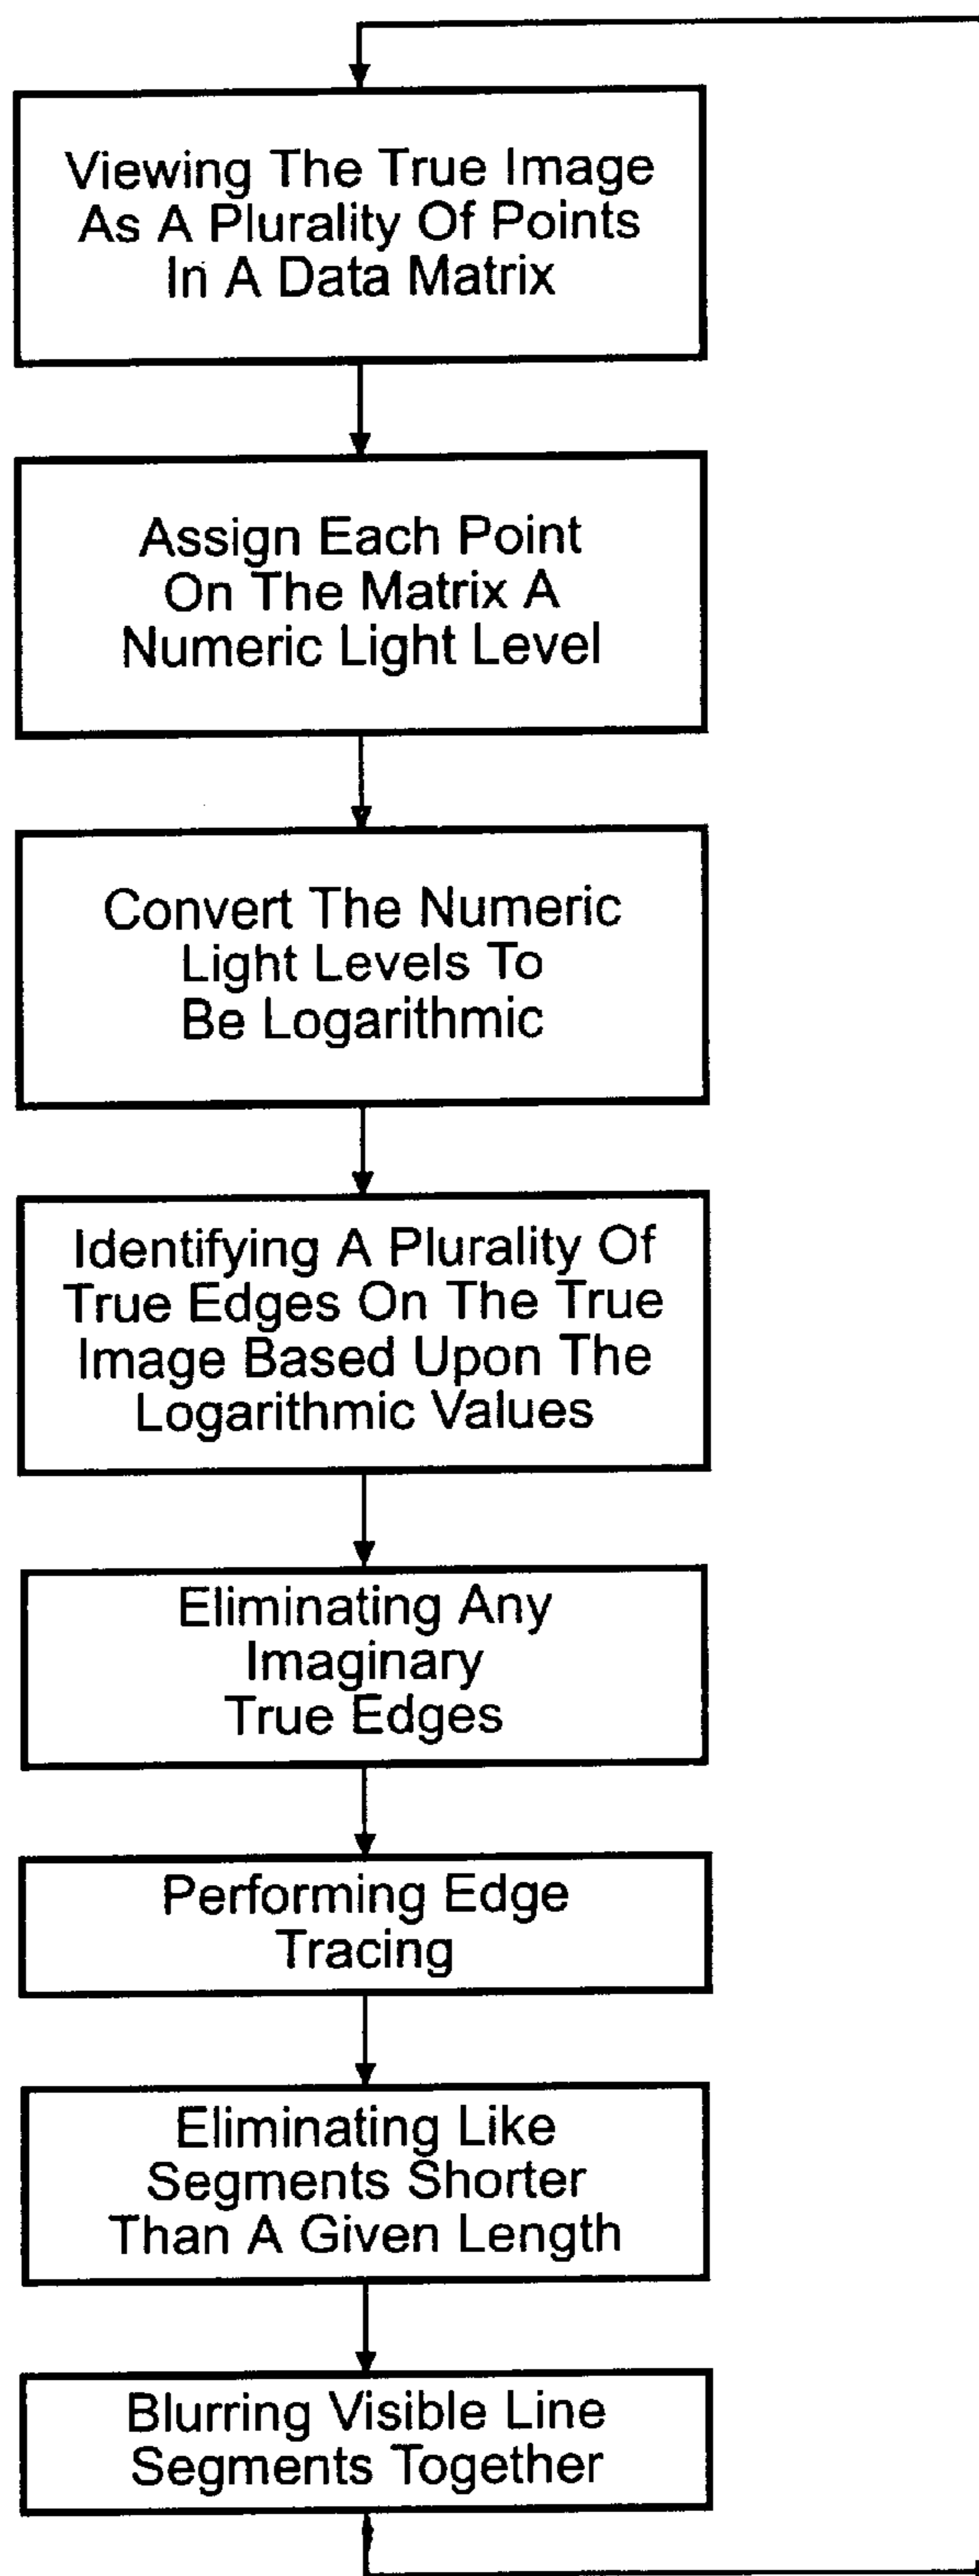 Viewing The True Image
As A Plurality Of Points
In A Data Matrix
Assign Each Point
On The Matrix A
Numeric Light Level
Convert The Numeric
Light Levels To
Be Logarithmic
Identifying A Plurality Of
True Edges On The True
Image Based Upon The
Logarithmic Values
Eliminating Any
Imaginary
True Edges
Performing Edge
Tracing
Eliminating Like
Segments Shorter
Than A Given Length
Blurring Visible Line
Segments Together